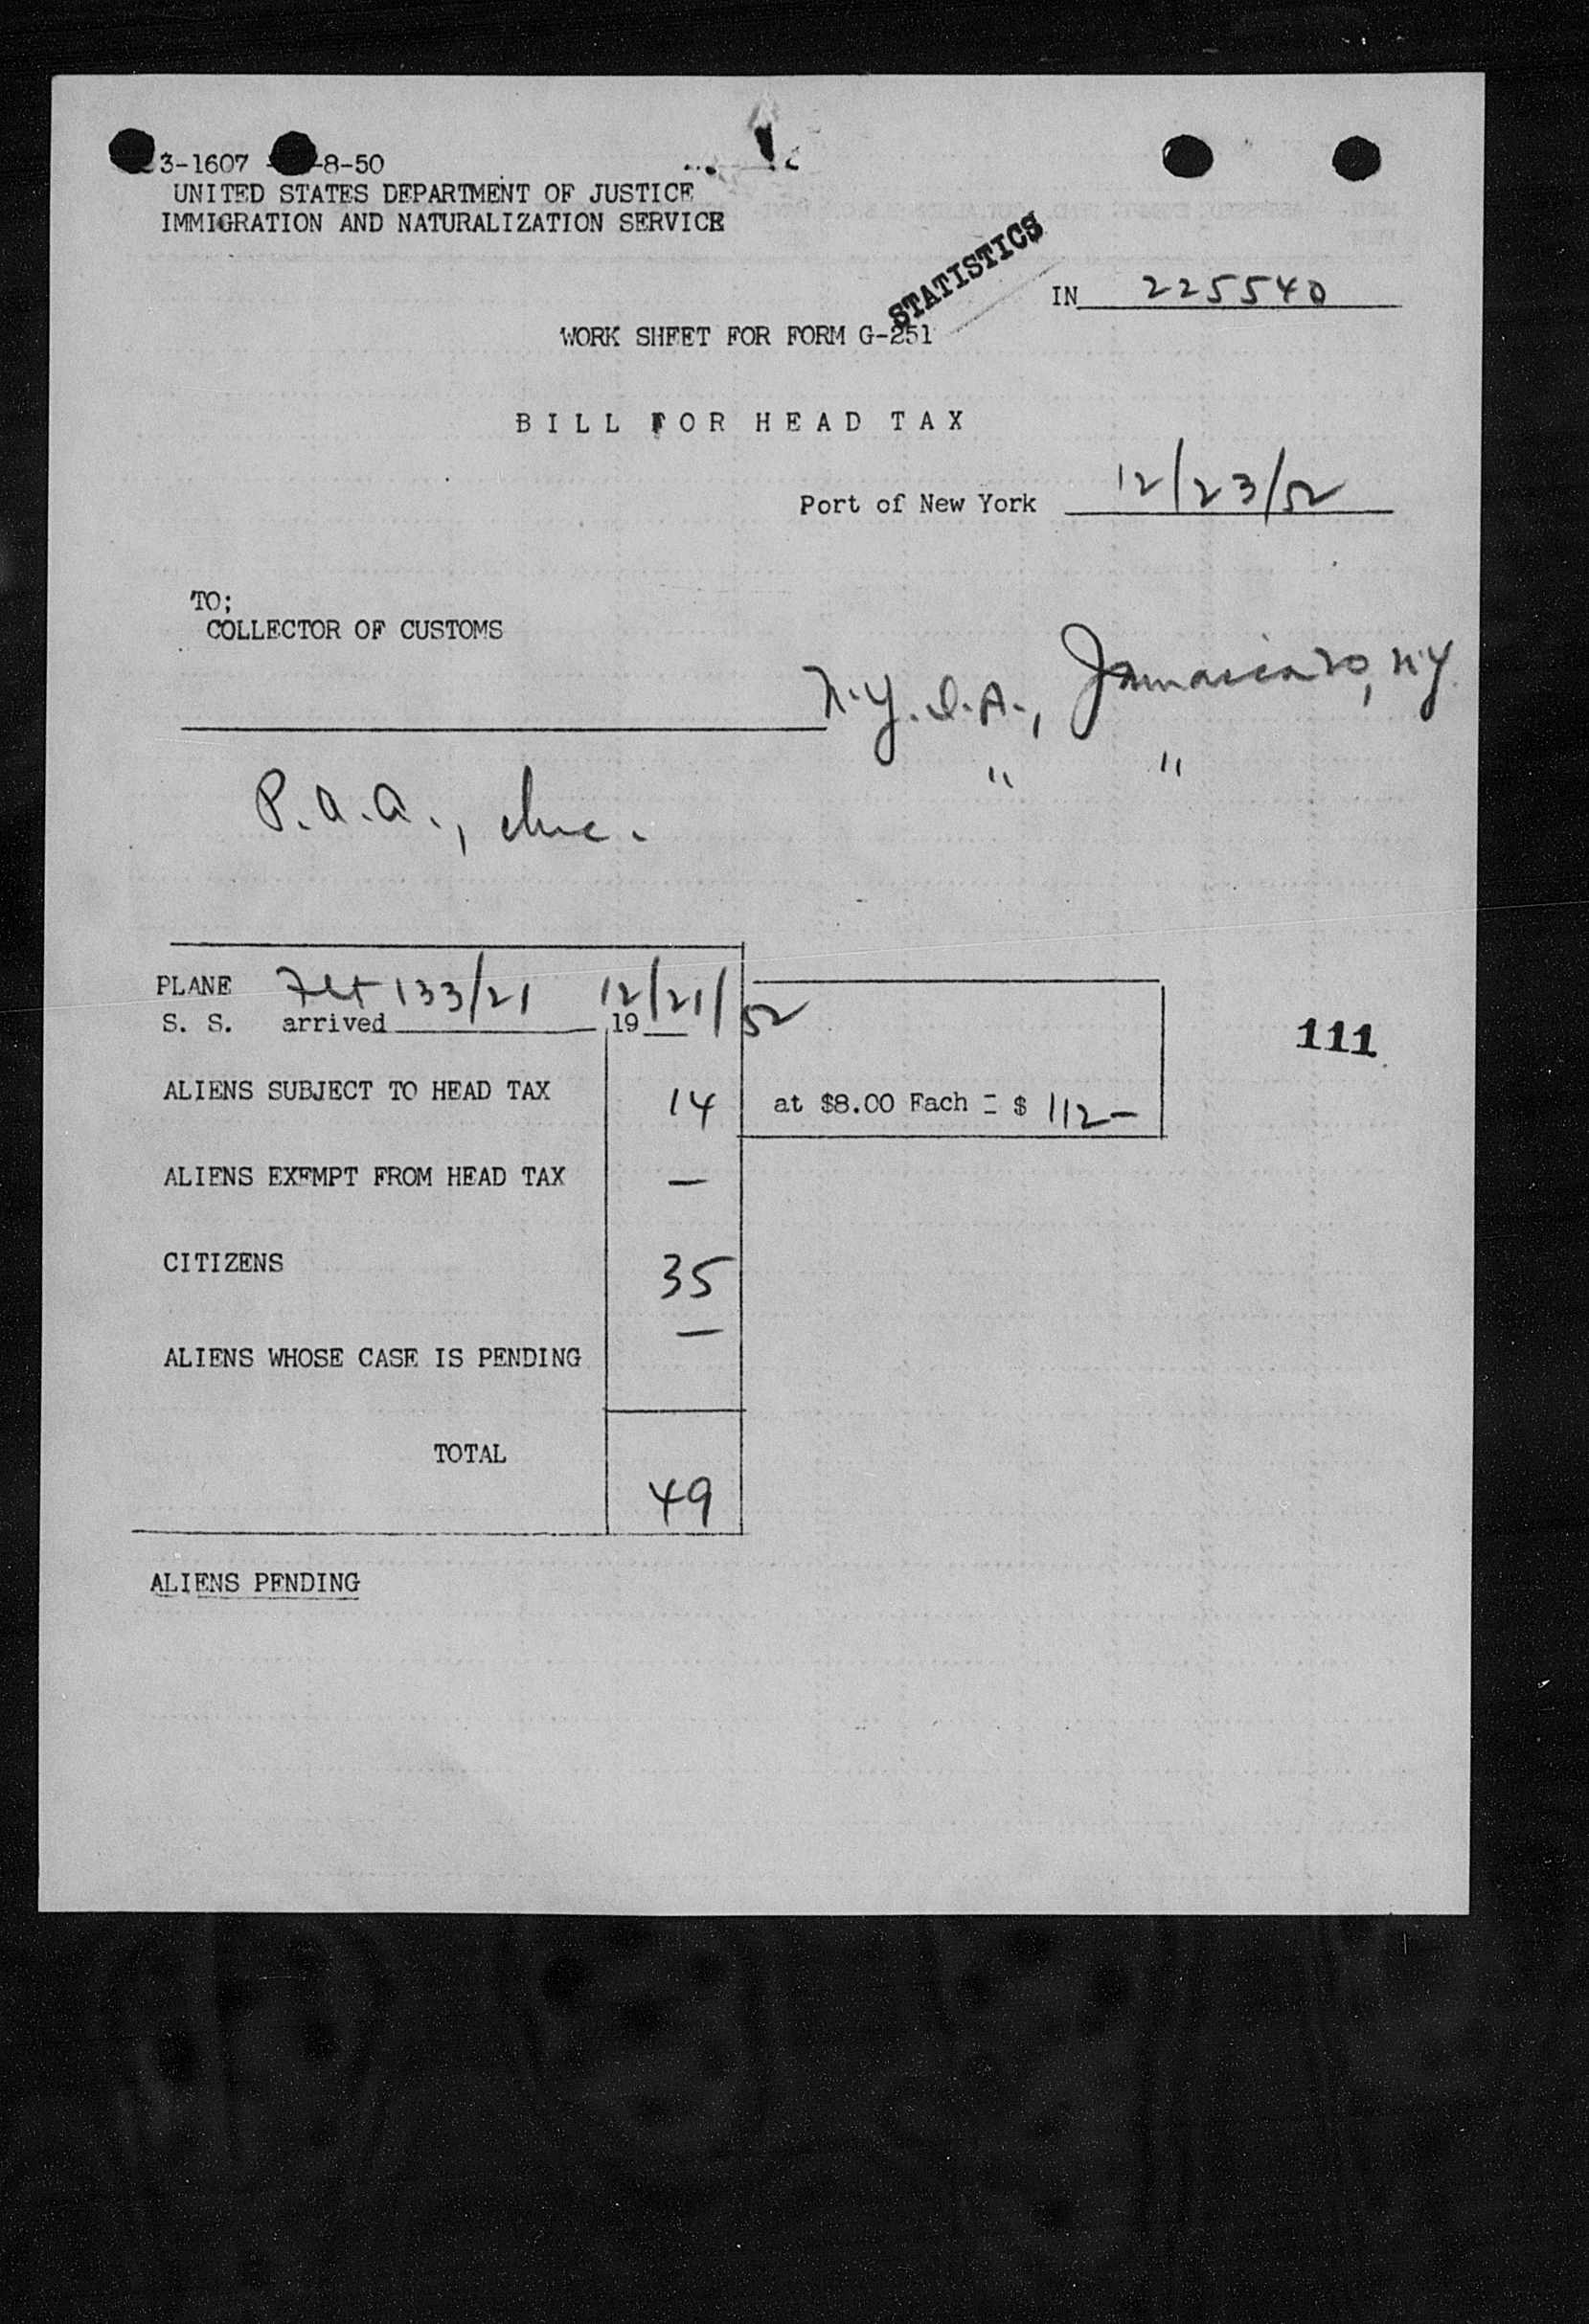 3-1607 -8-50
UNITED STATES DEPARTMENT OF JUSTICE
IMMIGRATION AND NATURALIZATION SERVICE
STATISTICS
IN 225540
WORK SHEET FOR FORM G-251
BILL FOR HEAD TAX
Port of New York 12/23/52
TO;
COLLECTOR OF CUSTOMS
N.Y.I.A., Jamaica 30, N.Y.
" "
P.A.A., Inc.
PLANE Flt 133/21 12/21/52
S. S. arrived 19
111
ALIENS SUBJECT TO HEAD TAX 14 at $8.00 Each = $ 112-
ALIENS EXEMPT FROM HEAD TAX —
CITIZENS 35
ALIENS WHOSE CASE IS PENDING —
TOTAL 49
ALIENS PENDING